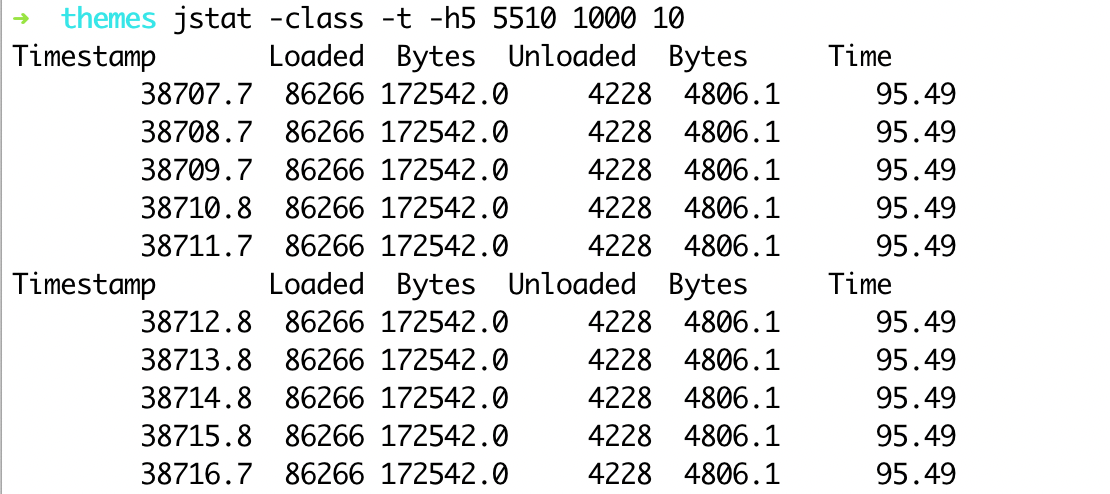 → themes jstat -class -t -h5 5510 1000 10
Timestamp Loaded Bytes Unloaded Bytes Time
38707.7 86266 172542.0 4228 4806.1 95.49
38708.7 86266 172542.0 4228 4806.1 95.49
38709.7 86266 172542.0 4228 4806.1 95.49
38710.8 86266 172542.0 4228 4806.1 95.49
38711.7 86266 172542.0 4228 4806.1 95.49
Timestamp Loaded Bytes Unloaded Bytes Time
38712.8 86266 172542.0 4228 4806.1 95.49
38713.8 86266 172542.0 4228 4806.1 95.49
38714.8 86266 172542.0 4228 4806.1 95.49
38715.8 86266 172542.0 4228 4806.1 95.49
38716.7 86266 172542.0 4228 4806.1 95.49